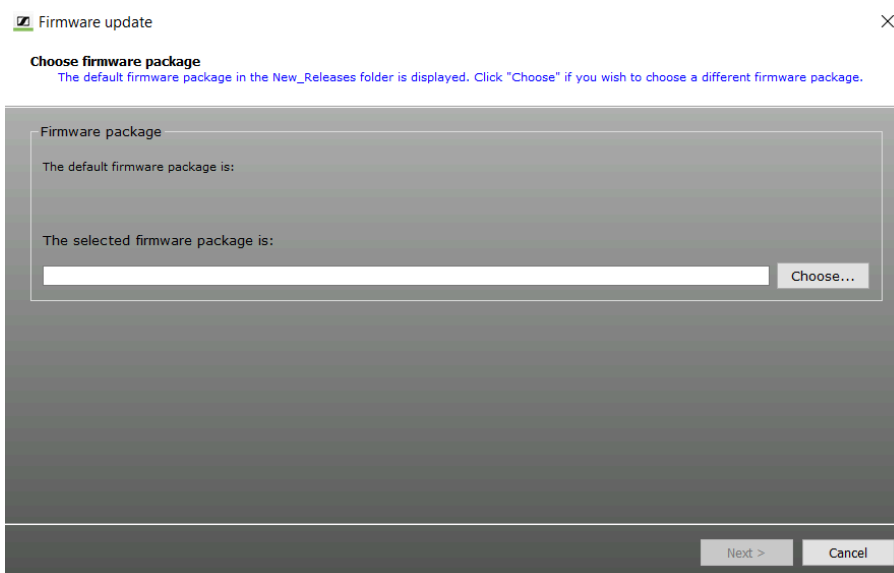 Firmware update
Choose firmware package
The default firmware package in the New_Releases folder is displayed. Click "Choose" if you wish to choose a different firmware package.
Firmware package
The default firmware package is:
The selected firmware package is:
Choose...
Next >
Cancel